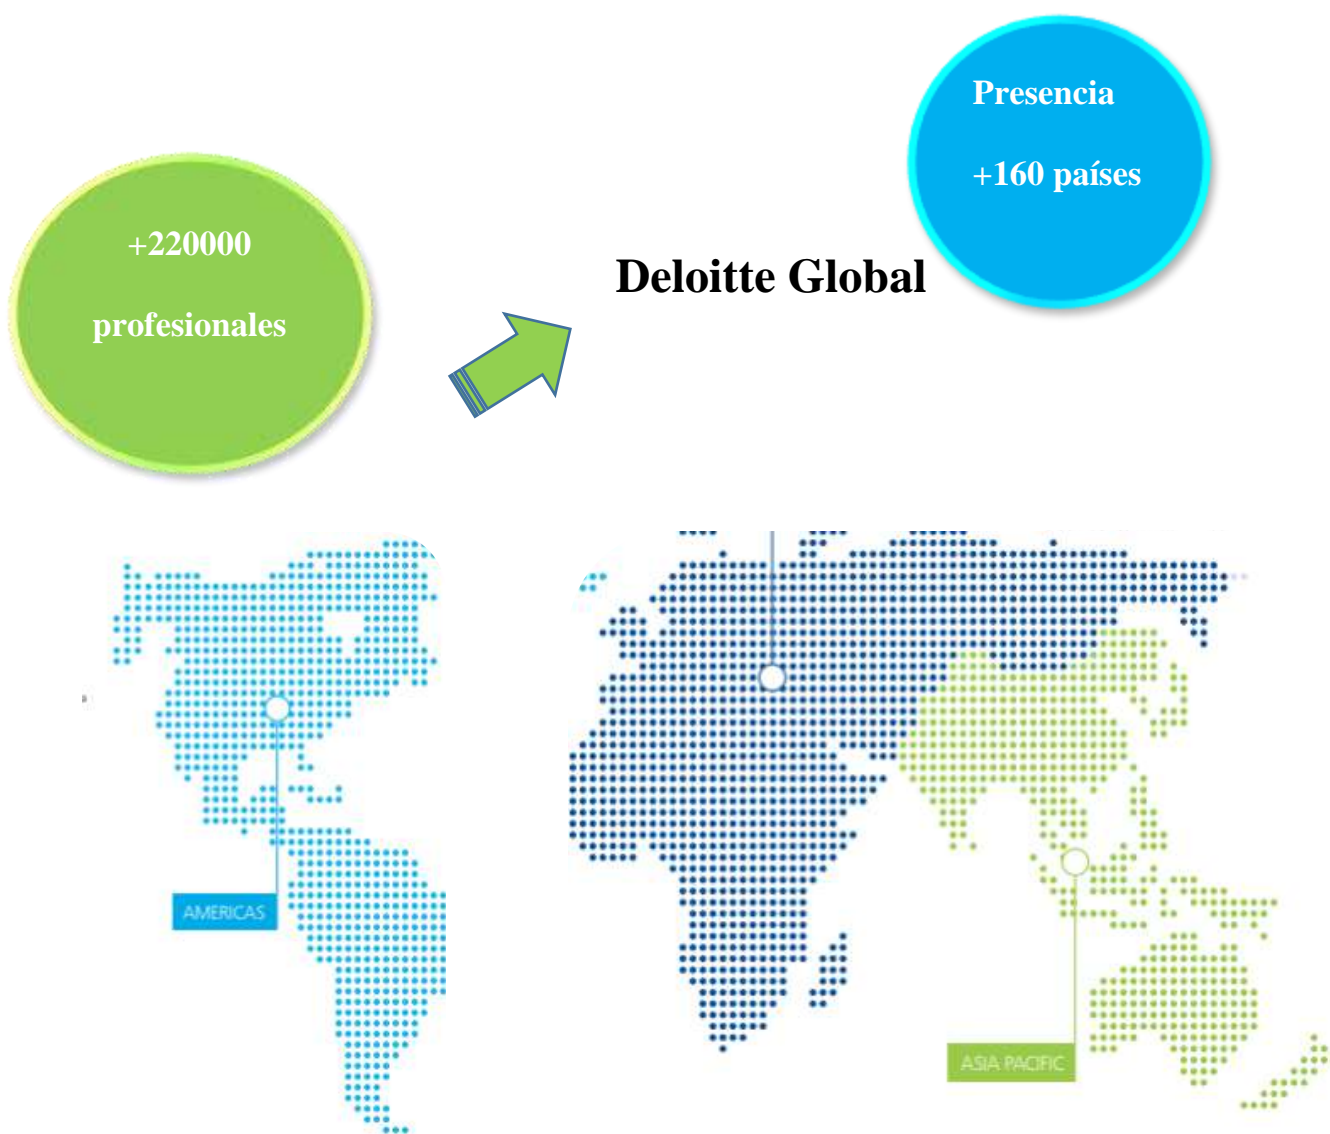 Presencia
+160 países
+220000
profesionales
Deloitte Global
AMERICAS
ASIA PACIFIC